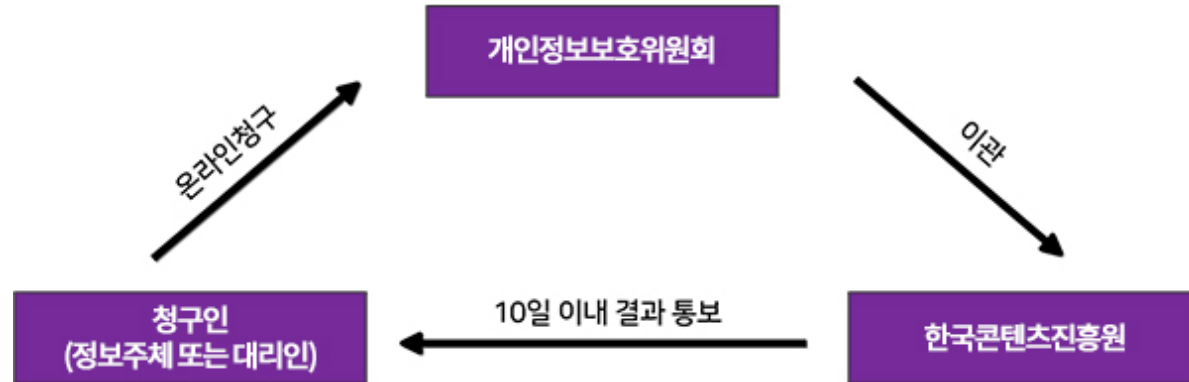 개인정보보호위원회
온라인청구
이관
청구인
(정보주체 또는 대리인)
10일 이내 결과 통보
한국콘텐츠진흥원